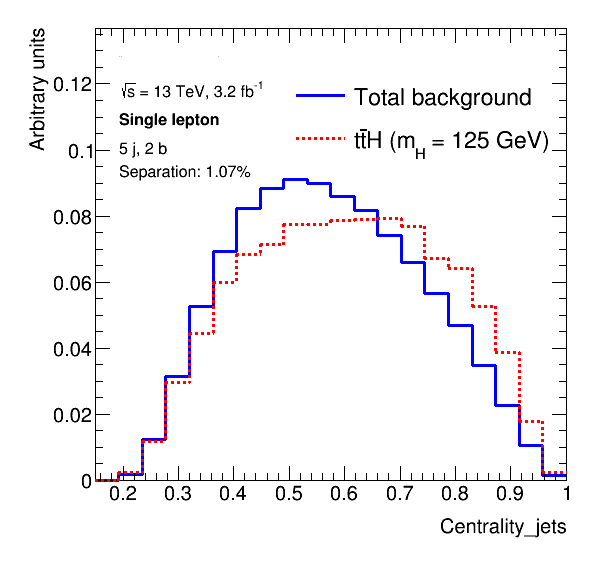 Arbitrary units
√s = 13 TeV, 3.2 fb⁻¹
Single lepton
5 j, 2 b
Separation: 1.07%
Total background
tt̄H (m_H = 125 GeV)
0.12
0.1
0.08
0.06
0.04
0.02
0
0.2 0.3 0.4 0.5 0.6 0.7 0.8 0.9 1
Centrality_jets